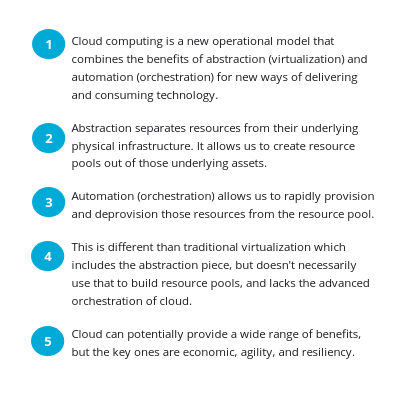 1
Cloud computing is a new operational model that
combines the benefits of abstraction (virtualization) and
automation (orchestration) for new ways of delivering
and consuming technology.
2
Abstraction separates resources from their underlying
physical infrastructure. It allows us to create resource
pools out of those underlying assets.
3
Automation (orchestration) allows us to rapidly provision
and deprovision those resources from the resource pool.
4
This is different than traditional virtualization which
includes the abstraction piece, but doesn't necessarily
use that to build resource pools, and lacks the advanced
orchestration of cloud.
5
Cloud can potentially provide a wide range of benefits,
but the key ones are economic, agility, and resiliency.